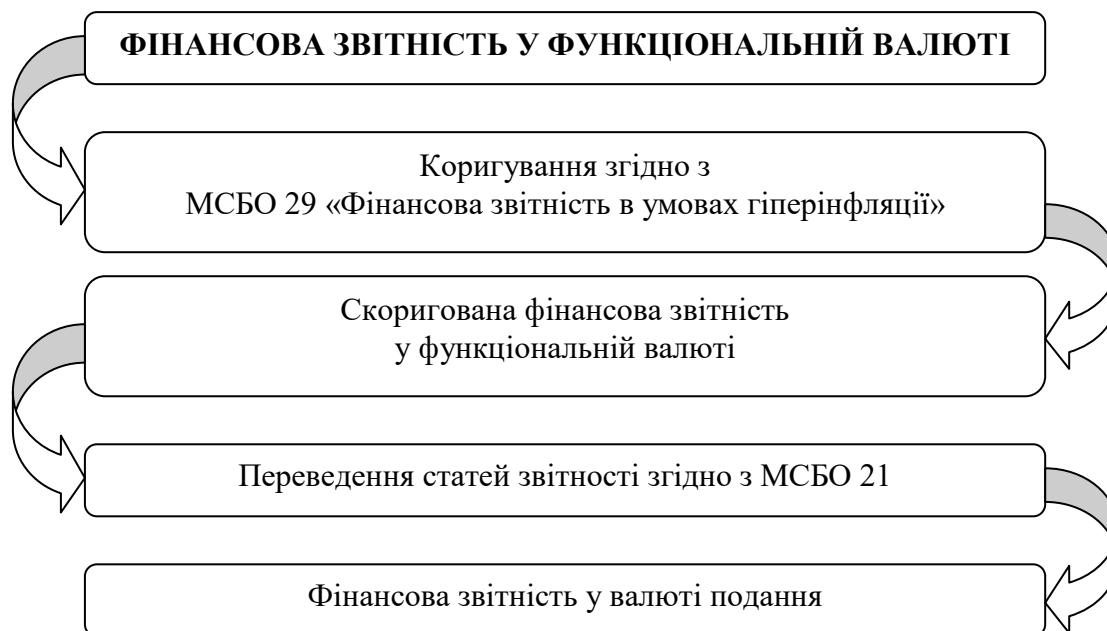 ФІНАНСОВА ЗВІТНІСТЬ У ФУНКЦІОНАЛЬНІЙ ВАЛЮТІ
Коригування згідно з
МСБО 29 «Фінансова звітність в умовах гіперінфляції»
Скоригована фінансова звітність
у функціональній валюті
Переведення статей звітності згідно з МСБО 21
Фінансова звітність у валюті подання